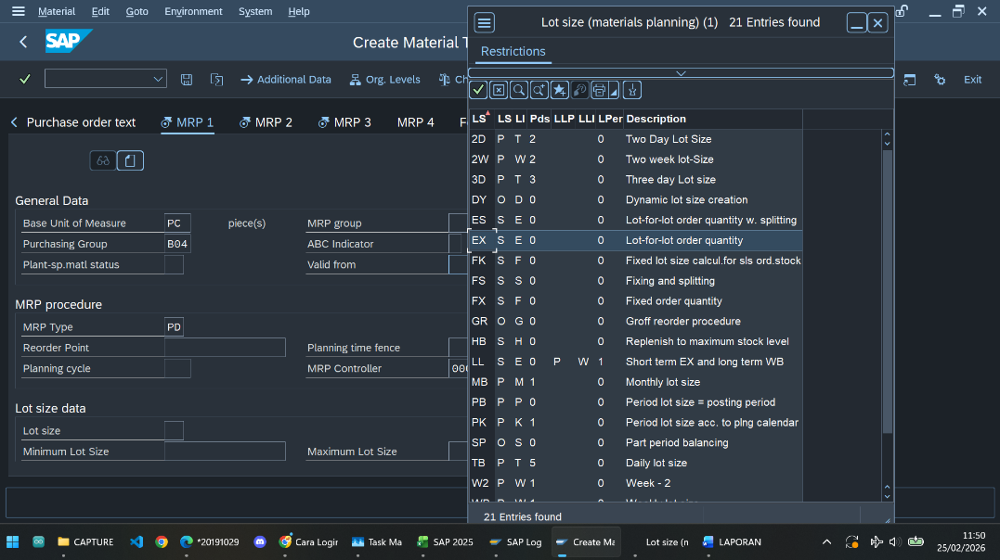 Material Edit Goto Environment System Help
SAP
Create Material
Additional Data Org. Levels
Exit
Purchase order text MRP 1 MRP 2 MRP 3 MRP 4
General Data
Base Unit of Measure PC piece(s) MRP group
Purchasing Group B04 ABC Indicator
Plant-sp.matl status Valid from
MRP procedure
MRP Type PD
Reorder Point Planning time fence
Planning cycle MRP Controller
Lot size data
Lot size
Minimum Lot Size Maximum Lot Size
Lot size (materials planning) (1) 21 Entries found
Restrictions
LS LS LI Pds LLP LLI LPer Description
2D P T 2 0 Two Day Lot Size
2W P W 2 0 Two week lot-Size
3D P T 3 0 Three day Lot size
DY O D 0 0 Dynamic lot size creation
ES S E 0 0 Lot-for-lot order quantity w. splitting
EX S E 0 0 Lot-for-lot order quantity
FK S F 0 0 Fixed lot size calcul.for sls ord.stock
FS S S 0 0 Fixing and splitting
FX S F 0 0 Fixed order quantity
GR O G 0 0 Groff reorder procedure
HB S H 0 0 Replenish to maximum stock level
LL S E 0 P W 1 Short term EX and long term WB
MB P M 1 0 Monthly lot size
PB P P 0 0 Period lot size = posting period
PK P K 1 0 Period lot size acc. to plng calendar
SP O S 0 0 Part period balancing
TB P T 5 0 Daily lot size
W2 P W 1 0 Week - 2
21 Entries found
CAPTURE *20191029 Cara Logir Task Ma SAP 2025 SAP Log Create Ma Lot size (n LAPORAN
11:50
25/02/2026